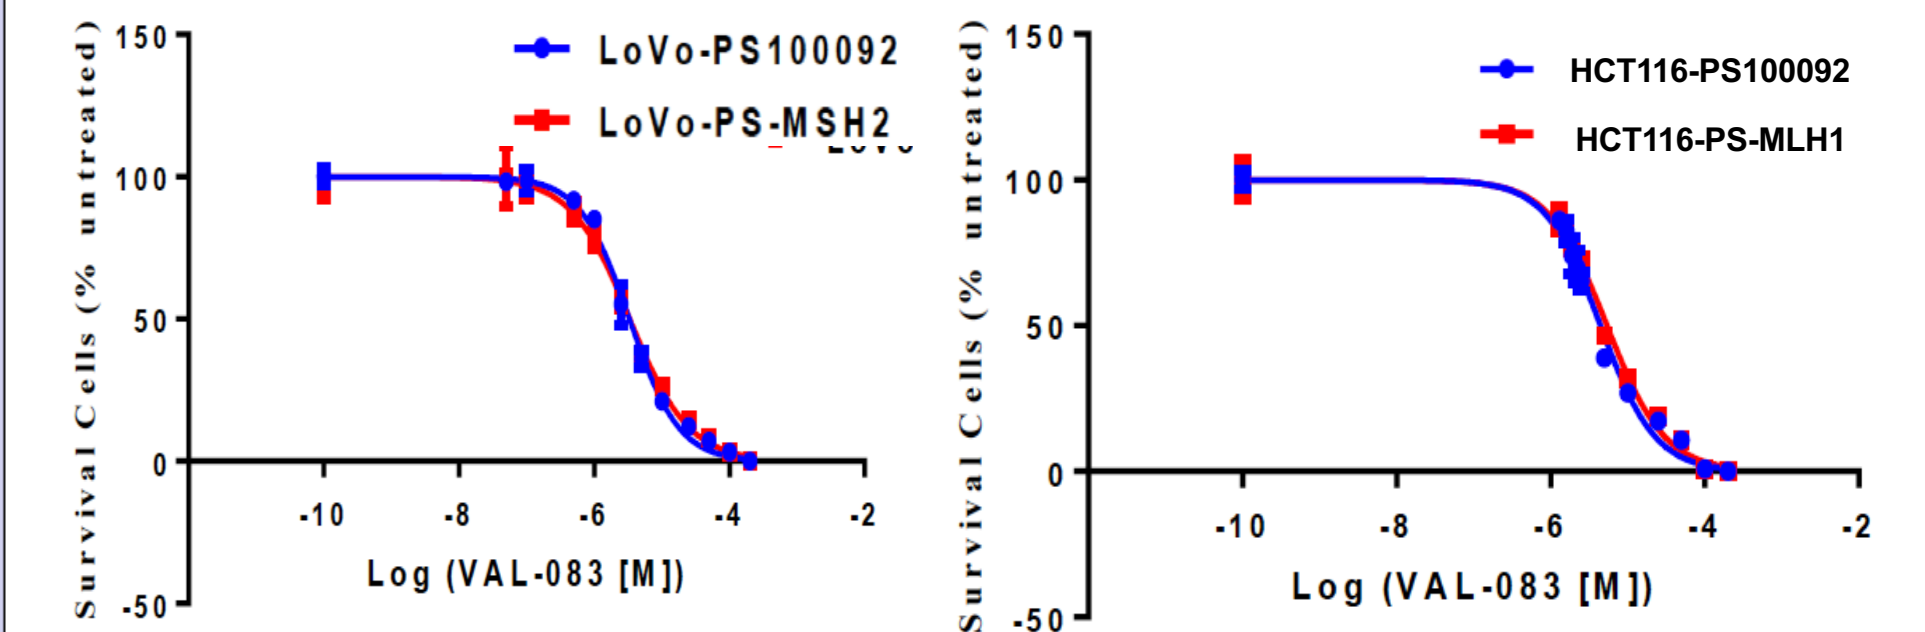 Survival Cells (% untreated)
150
100
50
0
-50
-10
-8
-6
-4
-2
Log (VAL-083 [M])
LoVo-PS100092
LoVo-PS-MSH2
Survival Cells (% untreated)
150
100
50
0
-50
-10
-8
-6
-4
-2
Log (VAL-083 [M])
HCT116-PS100092
HCT116-PS-MLH1